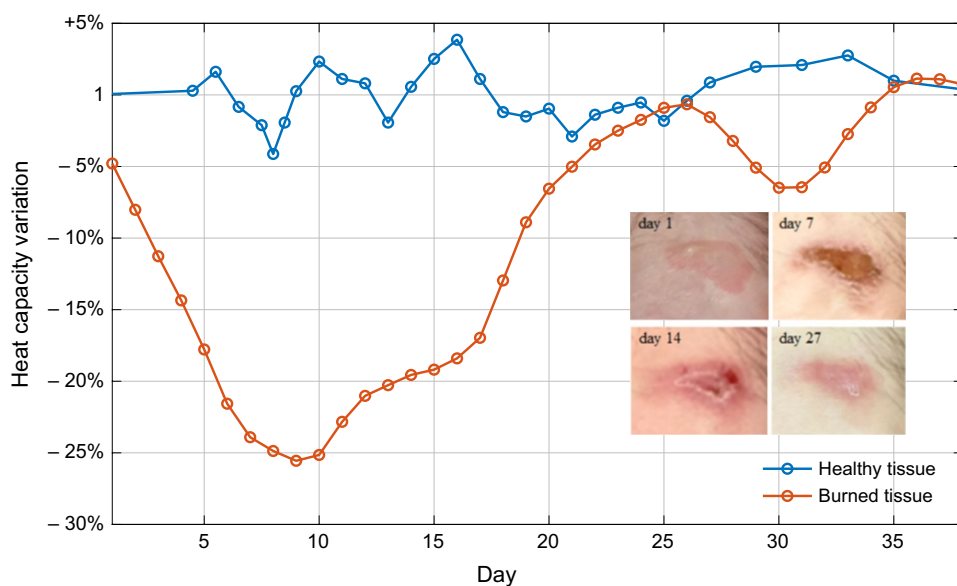 +5%
1
– 5%
– 10%
– 15%
– 20%
– 25%
– 30%
Heat capacity variation
day 1
day 7
day 14
day 27
Healthy tissue
Burned tissue
5
10
15
20
25
30
35
Day